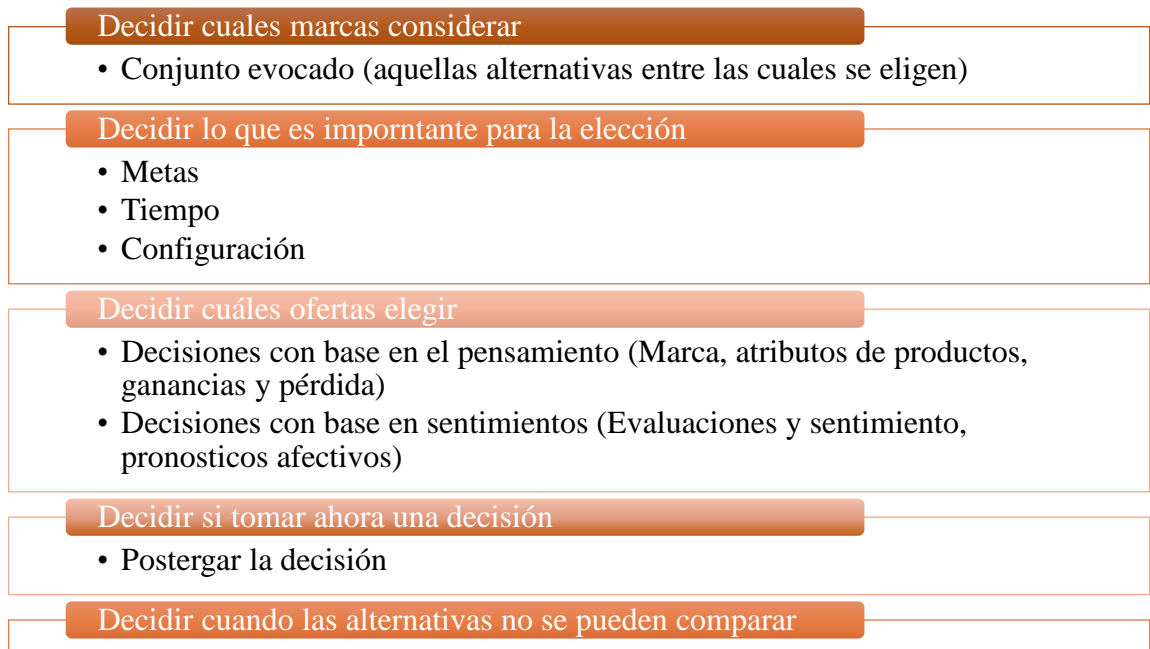 Decidir cuales marcas considerar
• Conjunto evocado (aquellas alternativas entre las cuales se eligen)
Decidir lo que es imporntante para la elección
• Metas
• Tiempo
• Configuración
Decidir cuáles ofertas elegir
• Decisiones con base en el pensamiento (Marca, atributos de productos,
ganancias y pérdida)
• Decisiones con base en sentimientos (Evaluaciones y sentimiento,
pronosticos afectivos)
Decidir si tomar ahora una decisión
• Postergar la decisión
Decidir cuando las alternativas no se pueden comparar